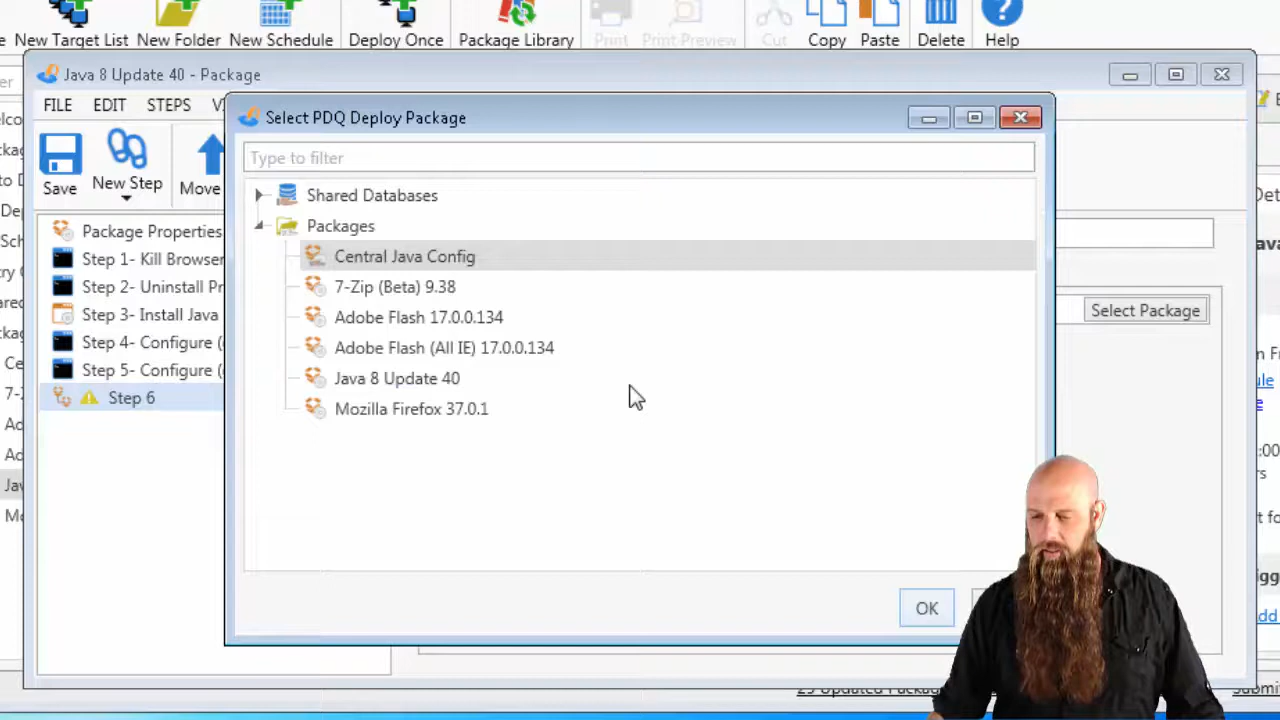 New Target List New Folder New Schedule Deploy Once Package Library Print Print Preview Cut Copy Paste Delete Help
Java 8 Update 40 - Package
FILE EDIT STEPS
Select PDQ Deploy Package
Save New Step Move
Type to filter
Shared Databases
Packages
Central Java Config
7-Zip (Beta) 9.38
Adobe Flash 17.0.0.134
Adobe Flash (All IE) 17.0.0.134
Java 8 Update 40
Mozilla Firefox 37.0.1
Package Properties
Step 1- Kill Browser
Step 2- Uninstall Pr
Step 3- Install Java
Step 4- Configure (
Step 5- Configure (
Step 6
Select Package
OK